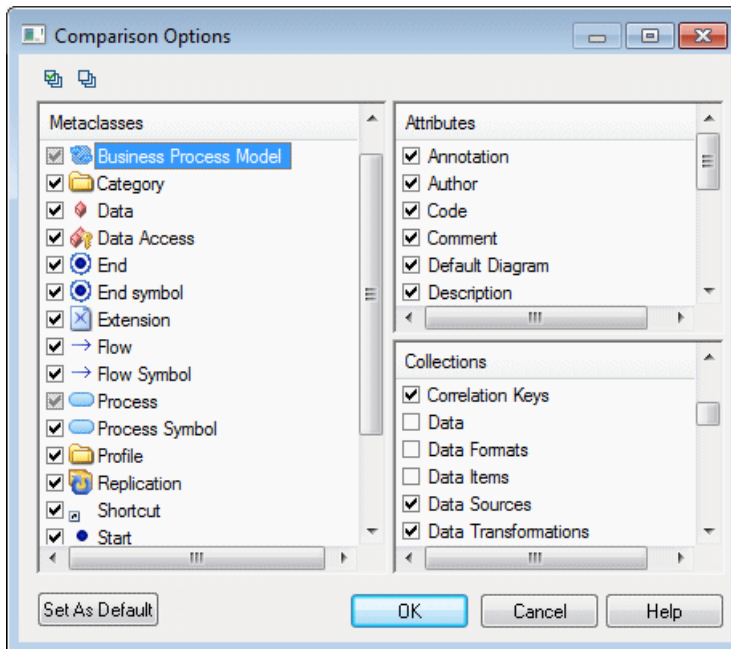 Comparison Options
Metaclasses
Business Process Model
Category
Data
Data Access
End
End symbol
Extension
Flow
Flow Symbol
Process
Process Symbol
Profile
Replication
Shortcut
Start
Attributes
Annotation
Author
Code
Comment
Default Diagram
Description
Collections
Correlation Keys
Data
Data Formats
Data Items
Data Sources
Data Transformations
Set As Default
OK
Cancel
Help